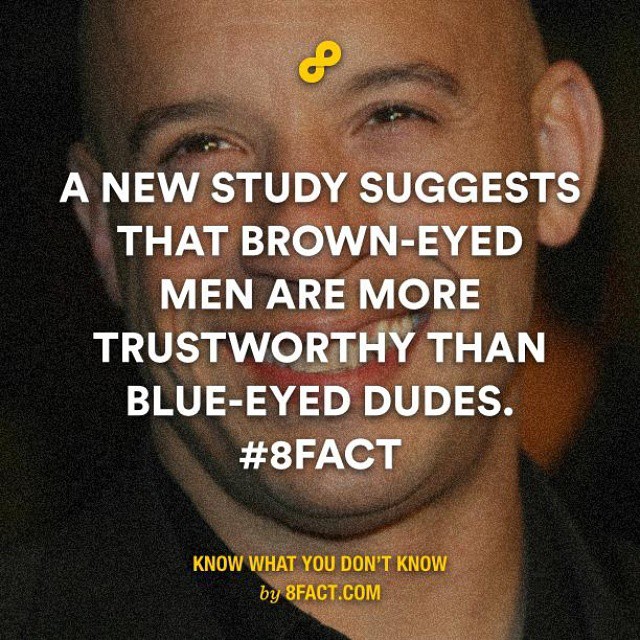 A NEW STUDY SUGGESTS
THAT BROWN-EYED
MEN ARE MORE
TRUSTWORTHY THAN
BLUE-EYED DUDES.
#8FACT
KNOW WHAT YOU DON'T KNOW
by 8FACT.COM